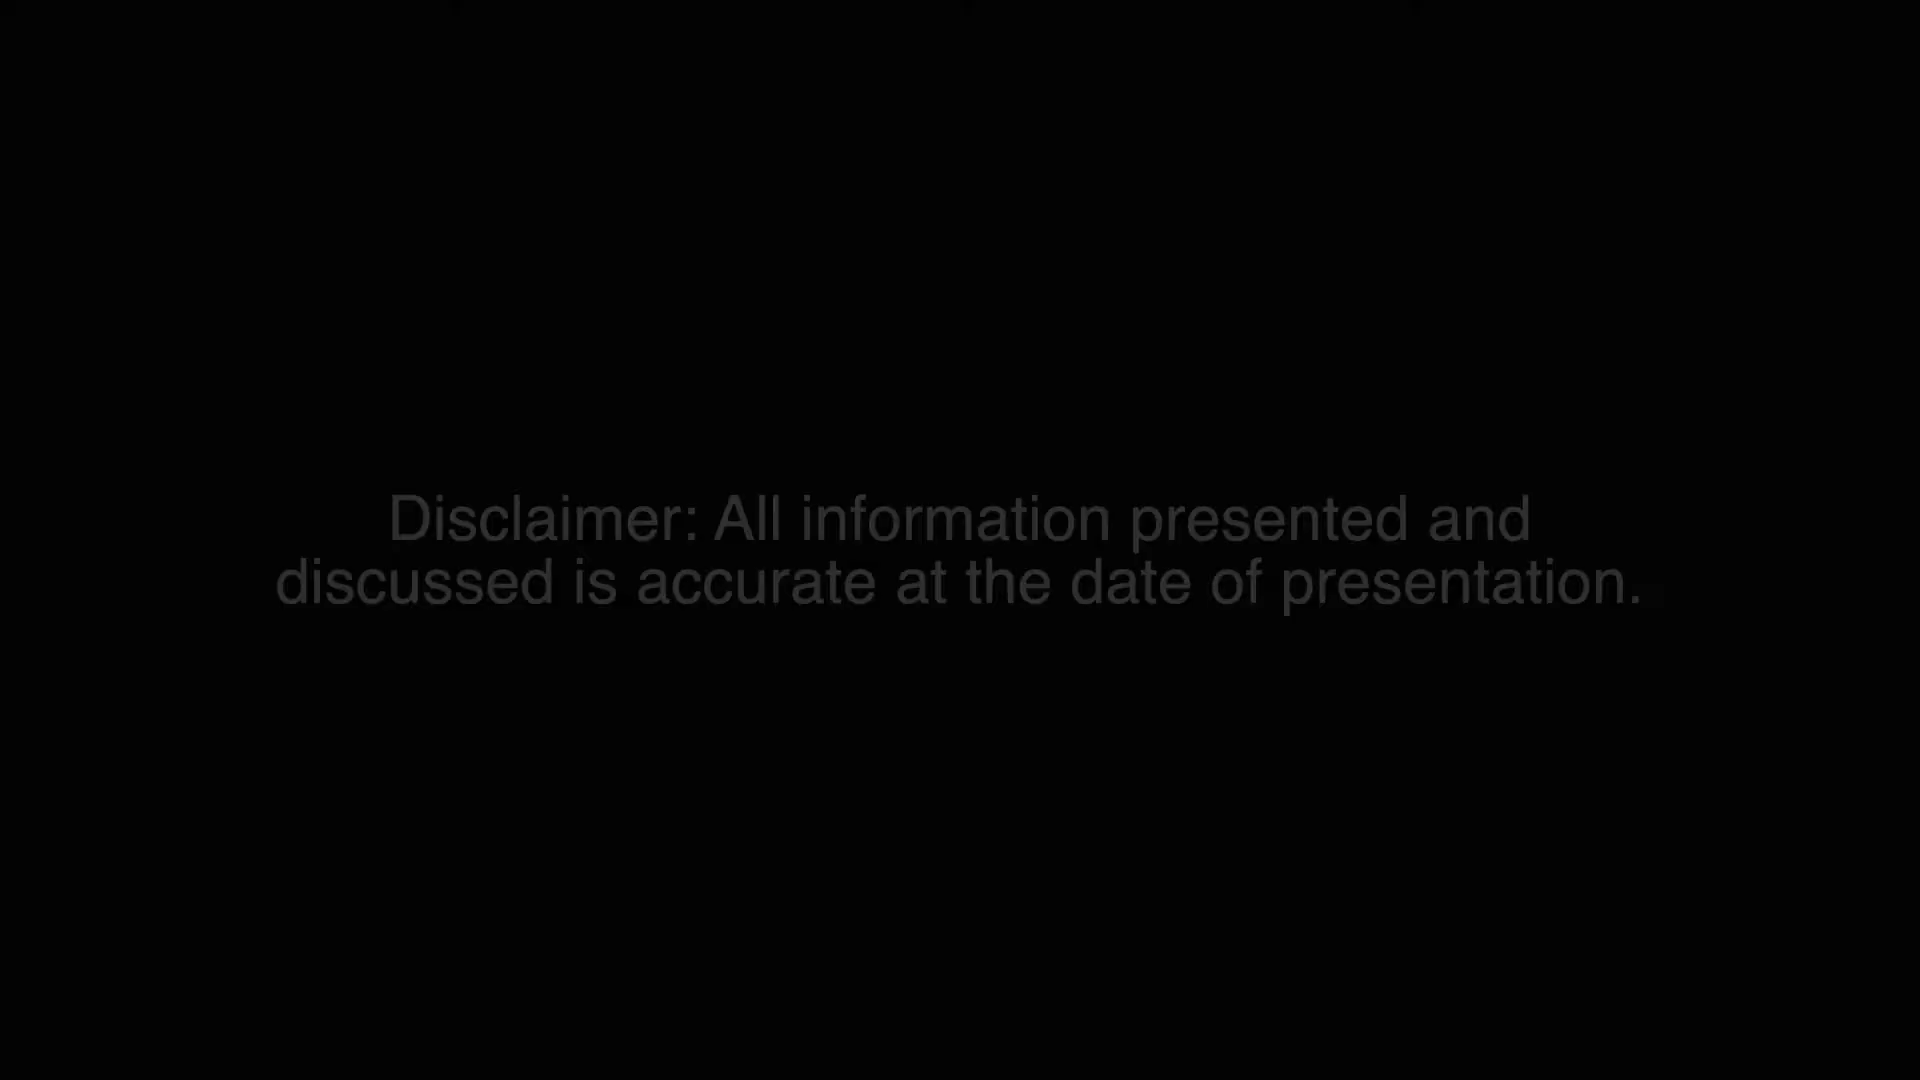 Disclaimer: All information presented and
discussed is accurate at the date of presentation.